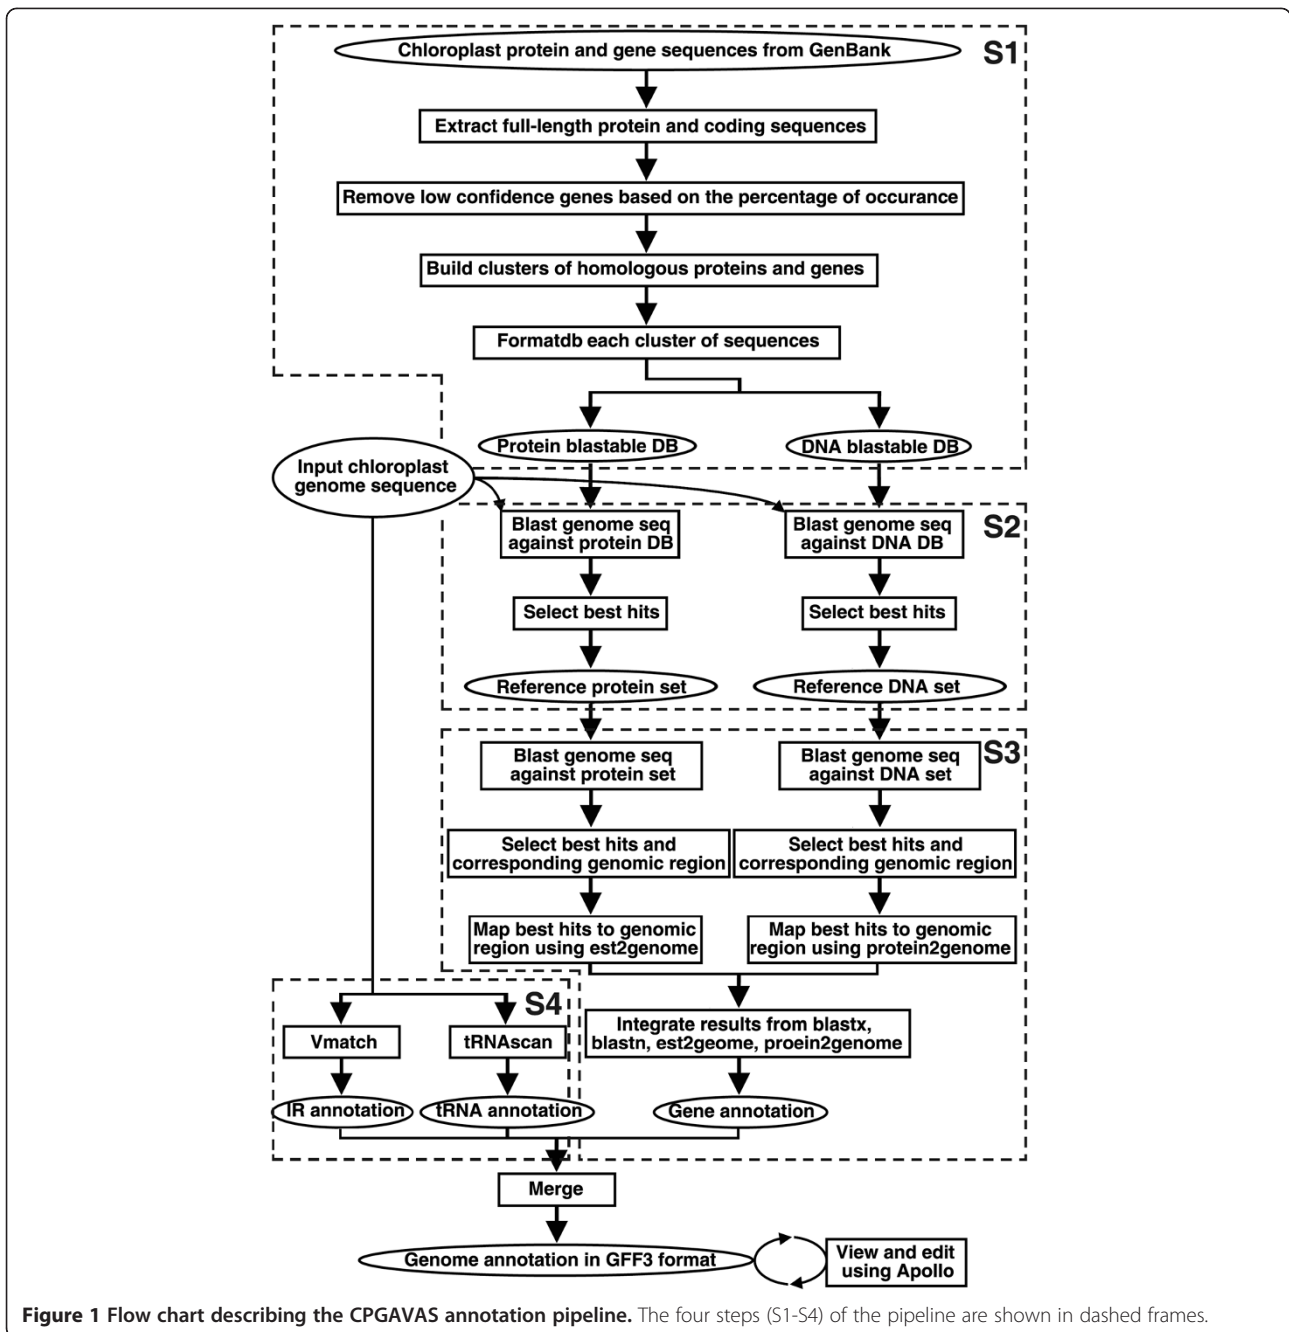 Chloroplast protein and gene sequences from GenBank
S1
Extract full-length protein and coding sequences
Remove low confidence genes based on the percentage of occurance
Build clusters of homologous proteins and genes
Formatdb each cluster of sequences
Protein blastable DB
DNA blastable DB
Input chloroplast
genome sequence
Blast genome seq
against protein DB
Blast genome seq
against DNA DB
S2
Select best hits
Select best hits
Reference protein set
Reference DNA set
Blast genome seq
against protein set
Blast genome seq
against DNA set
S3
Select best hits and
corresponding genomic region
Select best hits and
corresponding genomic region
Map best hits to genomic
region using est2genome
Map best hits to genomic
region using protein2genome
S4
Vmatch
tRNAscan
Integrate results from blastx,
blastn, est2geome, proein2genome
IR annotation
tRNA annotation
Gene annotation
Merge
Genome annotation in GFF3 format
View and edit
using Apollo
Figure 1 Flow chart describing the CPGAVAS annotation pipeline. The four steps (S1-S4) of the pipeline are shown in dashed frames.